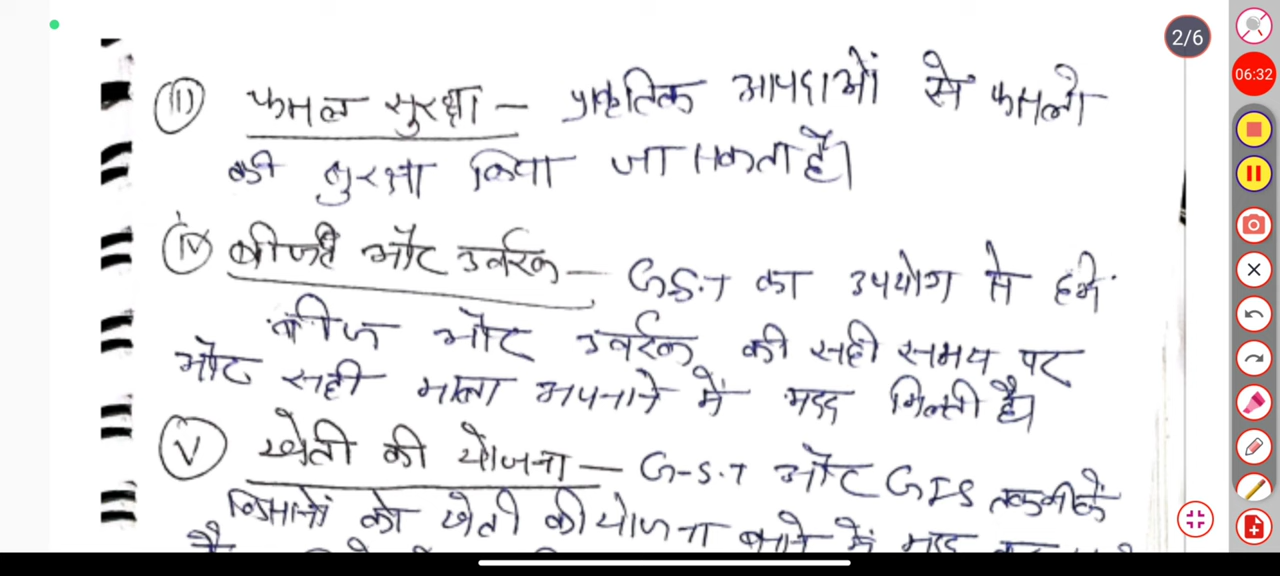 2/6
06:32
(III) फसल सुरक्षा – प्राकृतिक आपदाओं से फसलो
की सुरक्षा किया जा सकता है।
(IV) बीजों और उर्वरक – G.S.T का उपयोग से हमें
बीज और उर्वरक की सही समय पर
और सही मात्रा अपनाने में मदद मिलती है।
(V) खेती की योजना – G.S.T और GIS तकनीकें
किसानों को खेती की योजना बनाने में मदद